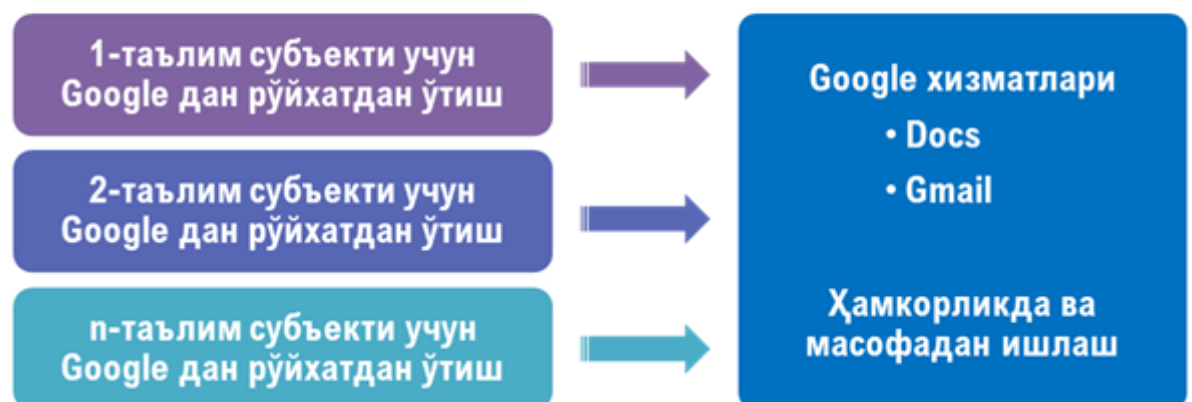 1-таълим субъекти учун
Google дан рўйхатдан ўтиш
2-таълим субъекти учун
Google дан рўйхатдан ўтиш
n-таълим субъекти учун
Google дан рўйхатдан ўтиш
Google хизматлари
• Docs
• Gmail
Ҳамкорликда ва
масофадан ишлаш